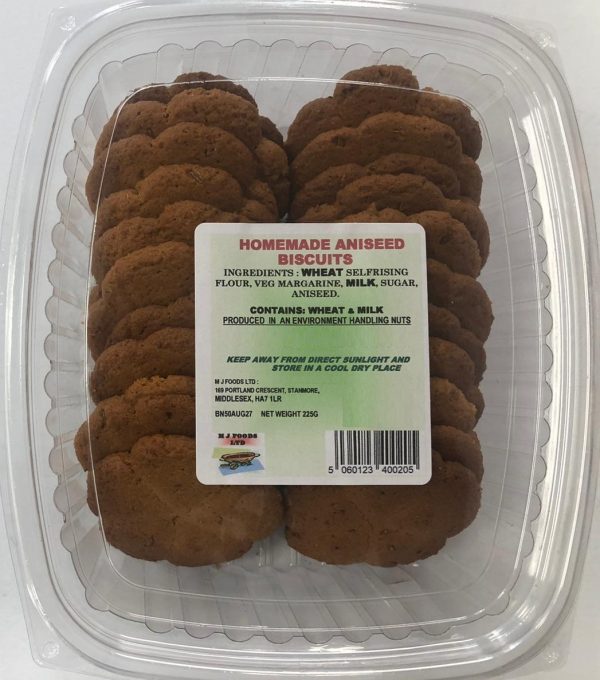 HOMEMADE ANISEED
BISCUITS
INGREDIENTS : WHEAT SELFRISING
FLOUR, VEG MARGARINE, MILK, SUGAR,
ANISEED.
CONTAINS: WHEAT & MILK
PRODUCED IN AN ENVIRONMENT HANDLING NUTS
KEEP AWAY FROM DIRECT SUNLIGHT AND
STORE IN A COOL DRY PLACE
M J FOODS LTD :
169 PORTLAND CRESCENT, STANMORE,
MIDDLESEX, HA7 1LR
BN50AUG27 NET WEIGHT 225G
M J FOODS
LTD
5 060123 400205